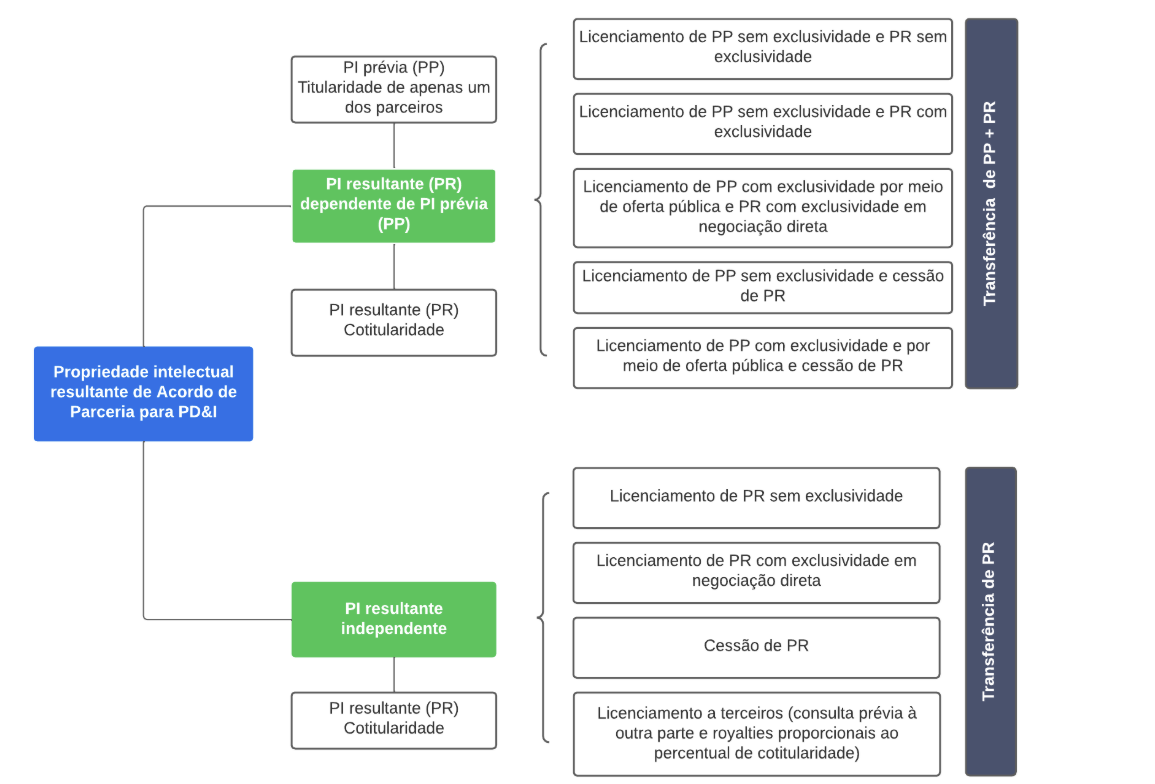 Propriedade intelectual
resultante de Acordo de
Parceria para PD&I
PI prévia (PP)
Titularidade de apenas um
dos parceiros
PI resultante (PR)
dependente de PI prévia
(PP)
PI resultante (PR)
Cotitularidade
Licenciamento de PP sem exclusividade e PR sem
exclusividade
Licenciamento de PP sem exclusividade e PR com
exclusividade
Licenciamento de PP com exclusividade por meio
de oferta pública e PR com exclusividade em
negociação direta
Licenciamento de PP sem exclusividade e cessão
de PR
Licenciamento de PP com exclusividade e por
meio de oferta pública e cessão de PR
Transferência de PP + PR
PI resultante
independente
PI resultante (PR)
Cotitularidade
Licenciamento de PR sem exclusividade
Licenciamento de PR com exclusividade em
negociação direta
Cessão de PR
Licenciamento a terceiros (consulta prévia à
outra parte e royalties proporcionais ao
percentual de cotitularidade)
Transferência de PR